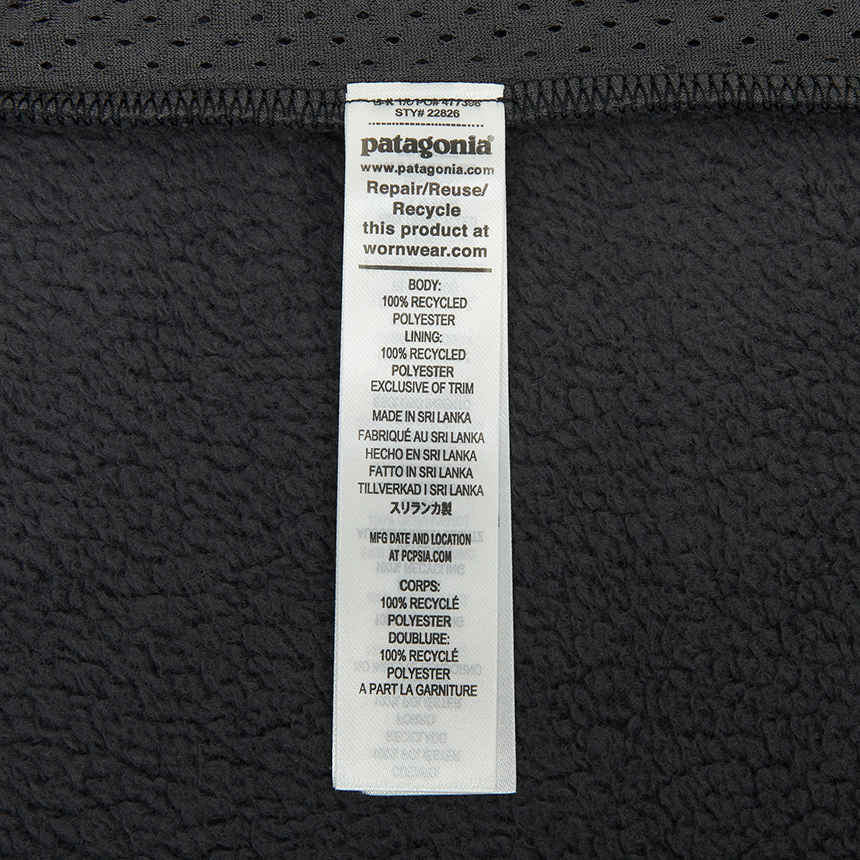 STY# 22826
patagonia®
www.patagonia.com
Repair/Reuse/
Recycle
this product at
wornwear.com
BODY:
100% RECYCLED
POLYESTER
LINING:
100% RECYCLED
POLYESTER
EXCLUSIVE OF TRIM
MADE IN SRI LANKA
FABRIQUÉ AU SRI LANKA
HECHO EN SRI LANKA
FATTO IN SRI LANKA
TILLVERKAD I SRI LANKA
スリランカ製
MFG DATE AND LOCATION
AT PCPSIA.COM
CORPS:
100% RECYCLÉ
POLYESTER
DOUBLURE:
100% RECYCLÉ
POLYESTER
A PART LA GARNITURE